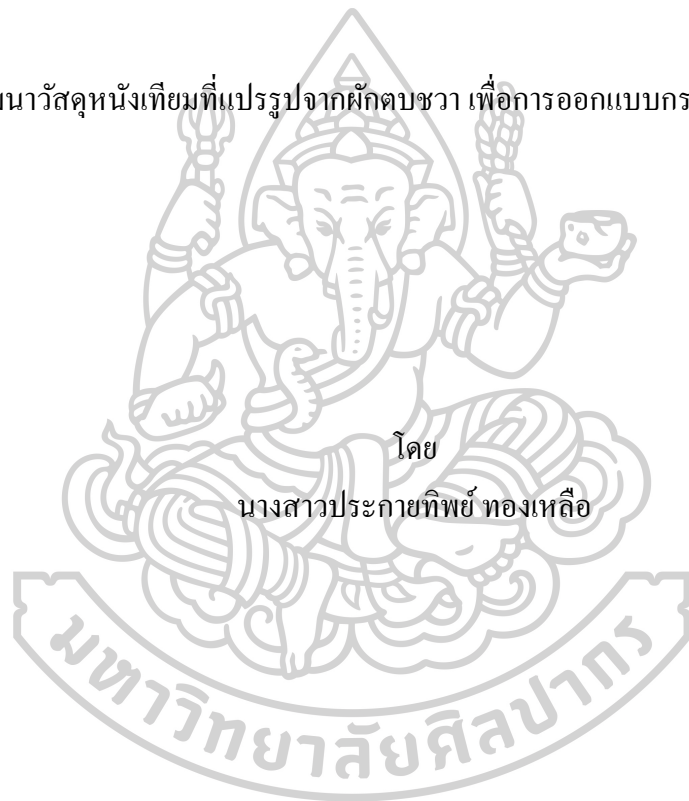 นาวัสดุหนังเทียมที่แปรรูปจากผักตบชวา เพื่อการออกแบบกร
โดย
นางสาวประกายทิพย์ ทองเหลือ
มหาวิทยาลัยศิลปากร